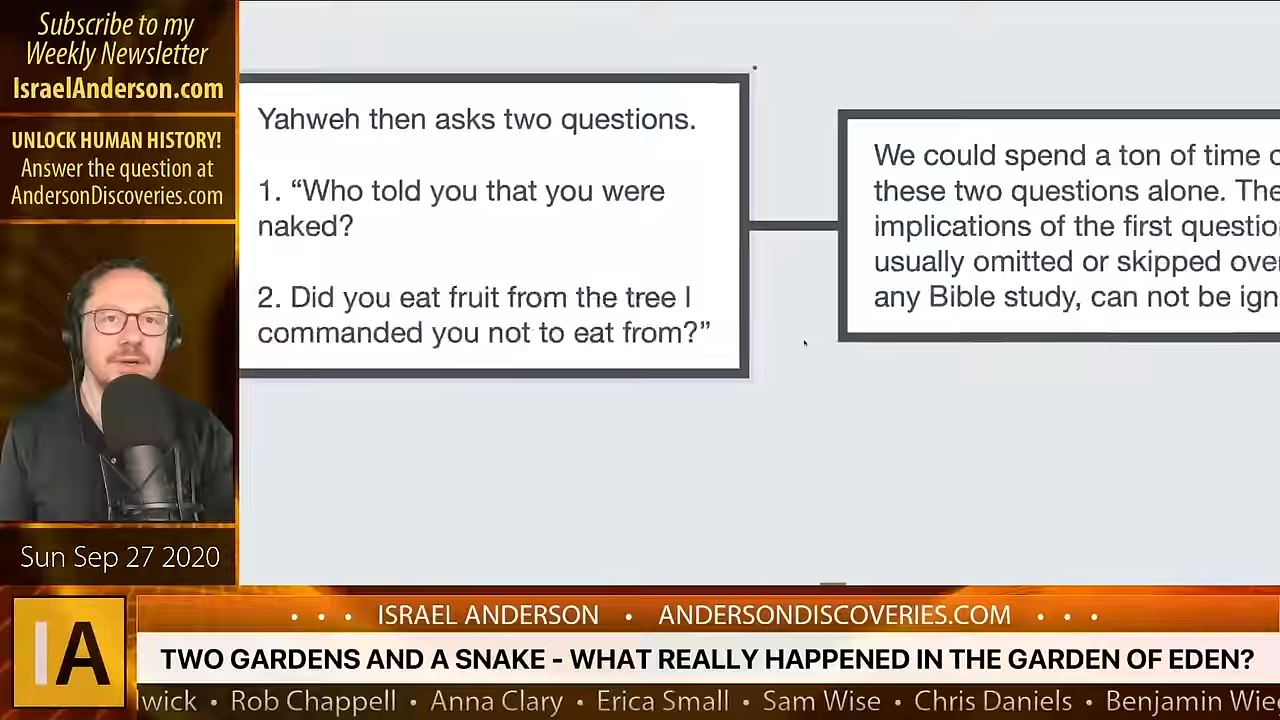 Subscribe to my
Weekly Newsletter
IsraelAnderson.com
UNLOCK HUMAN HISTORY!
Answer the question at
AndersonDiscoveries.com
Yahweh then asks two questions.
1. “Who told you that you were
naked?
2. Did you eat fruit from the tree I
commanded you not to eat from?”
We could spend a ton of time
these two questions alone.
implications of the first
usually omitted or skipped
any Bible study, can not be
Sun Sep 27 2020
• • • ISRAEL ANDERSON • ANDERSONDISCOVERIES.COM • • •
IA
TWO GARDENS AND A SNAKE - WHAT REALLY HAPPENED IN THE GARDEN OF EDEN?
• Rob Chappell • Anna Clary • Erica Small • Sam Wise • Chris Daniels • Benjamin